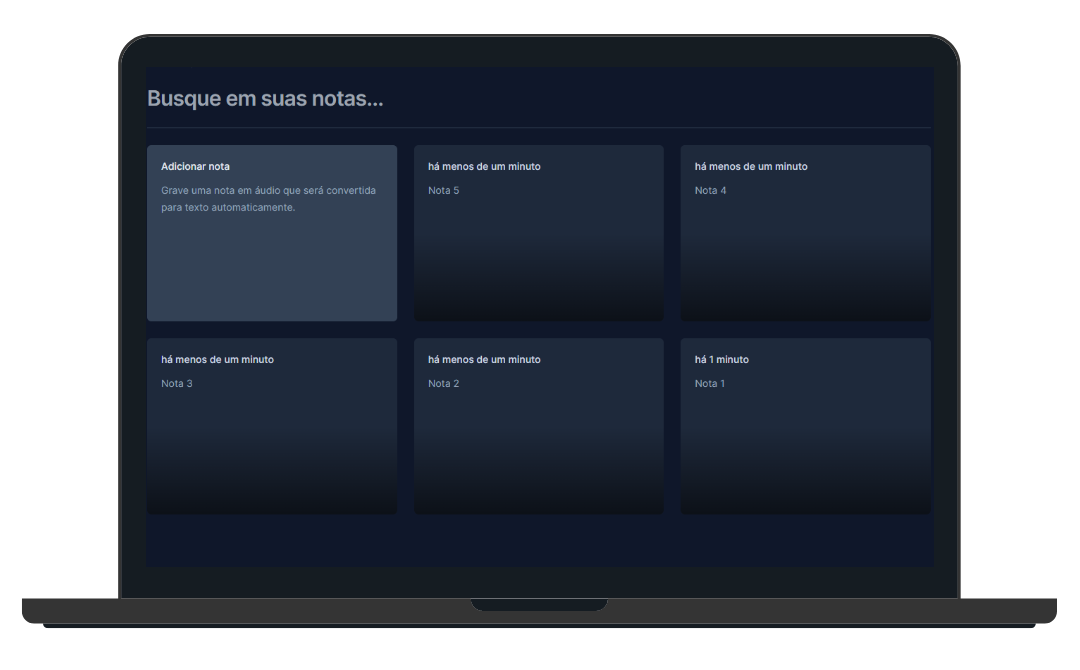 Busque em suas notas...
Adicionar nota
Grave uma nota em áudio que será convertida
para texto automaticamente.
há menos de um minuto
Nota 5
há menos de um minuto
Nota 4
há menos de um minuto
Nota 3
há menos de um minuto
Nota 2
há 1 minuto
Nota 1